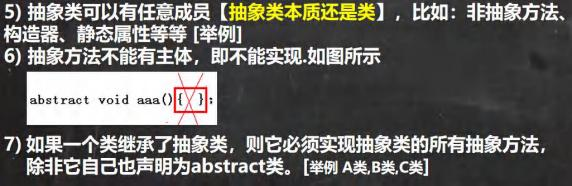 5) 抽象类可以有任意成员【抽象类本质还是类】，比如：非抽象方法、
构造器、静态属性等等 [举例]
6) 抽象方法不能有主体，即不能实现.如图所示
abstract void aaa(){ };
7) 如果一个类继承了抽象类，则它必须实现抽象类的所有抽象方法，
除非它自己也声明为abstract类。[举例 A类,B类,C类]